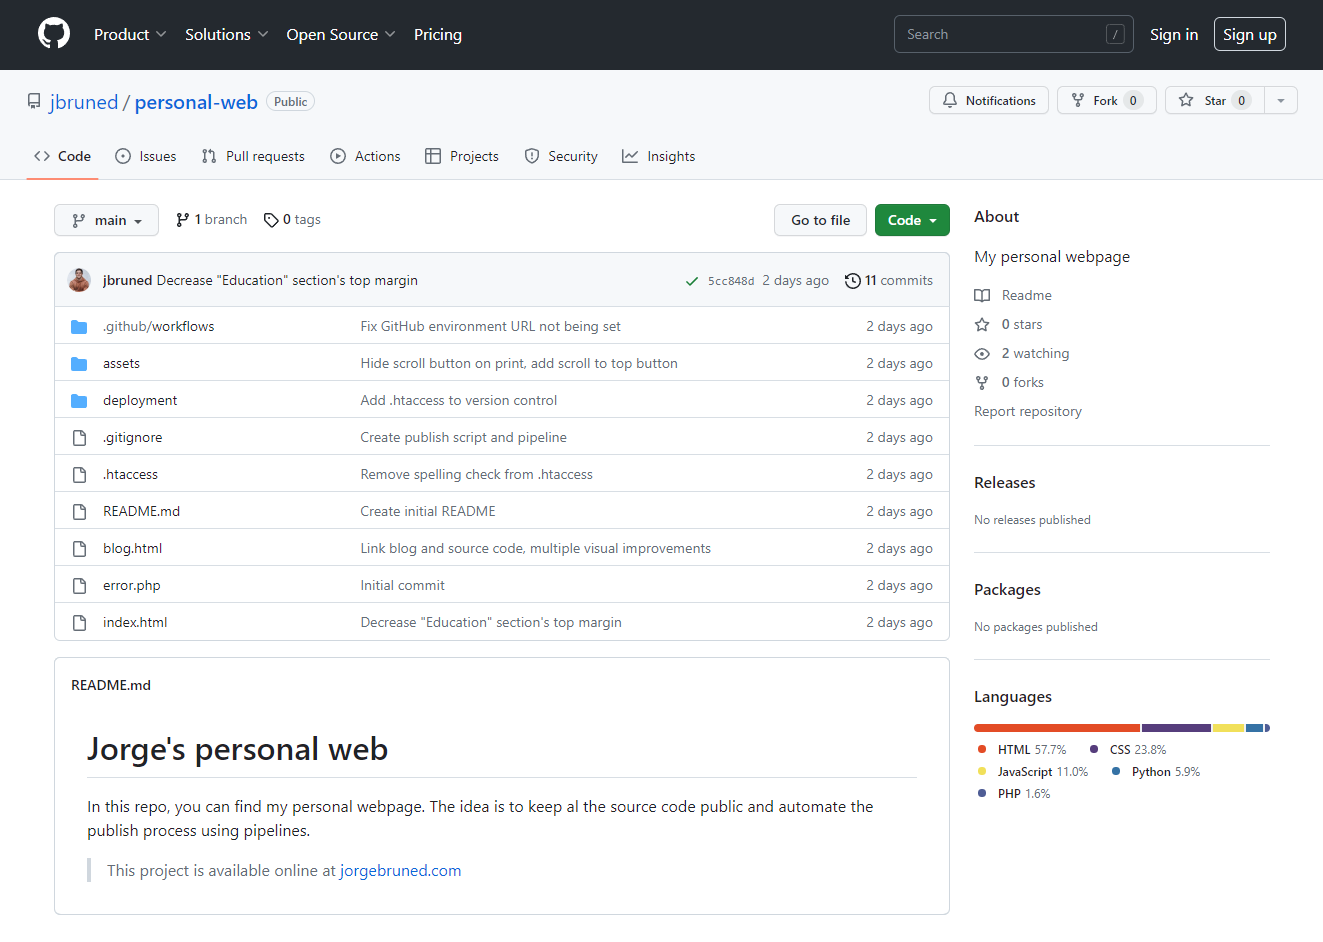 Product Solutions Open Source Pricing Search / Sign in Sign up
jbruned / personal-web Public Notifications Fork 0 Star 0
Code Issues Pull requests Actions Projects Security Insights
main 1 branch 0 tags Go to file Code
jbruned Decrease "Education" section's top margin 5cc848d 2 days ago 11 commits
.github/workflows Fix GitHub environment URL not being set 2 days ago
assets Hide scroll button on print, add scroll to top button 2 days ago
deployment Add .htaccess to version control 2 days ago
.gitignore Create publish script and pipeline 2 days ago
.htaccess Remove spelling check from .htaccess 2 days ago
README.md Create initial README 2 days ago
blog.html Link blog and source code, multiple visual improvements 2 days ago
error.php Initial commit 2 days ago
index.html Decrease "Education" section's top margin 2 days ago
README.md
Jorge's personal web
In this repo, you can find my personal webpage. The idea is to keep al the source code public and automate the
publish process using pipelines.
This project is available online at jorgebruned.com
About
My personal webpage
Readme
0 stars
2 watching
0 forks
Report repository
Releases
No releases published
Packages
No packages published
Languages
HTML 57.7% CSS 23.8%
JavaScript 11.0% Python 5.9%
PHP 1.6%